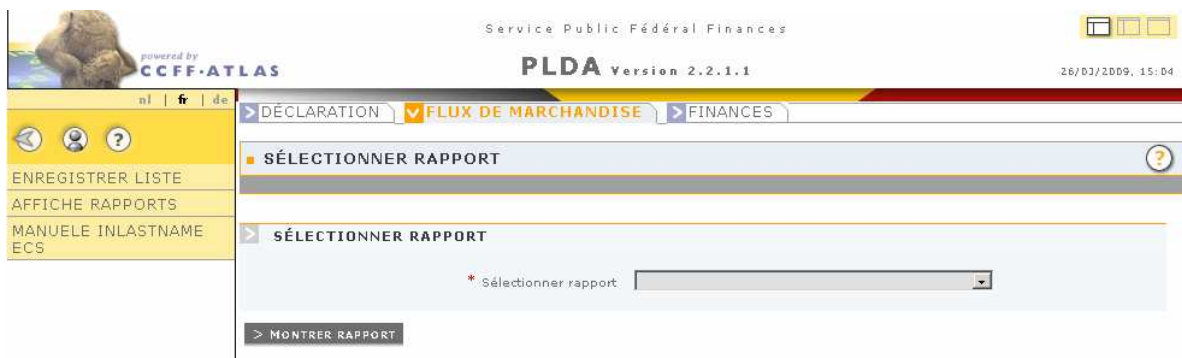 Service Public Fédéral Finances
powered by
CCFF-ATLAS
PLDA Version 2.2.1.1
26/03/2009, 15:04
nl | fr | de
DÉCLARATION
FLUX DE MARCHANDISE
FINANCES
SÉLECTIONNER RAPPORT
?
?
ENREGISTRER LISTE
AFFICHE RAPPORTS
MANUELE INLASTNAME
ECS
SÉLECTIONNER RAPPORT
* Sélectionner rapport
> MONTRER RAPPORT